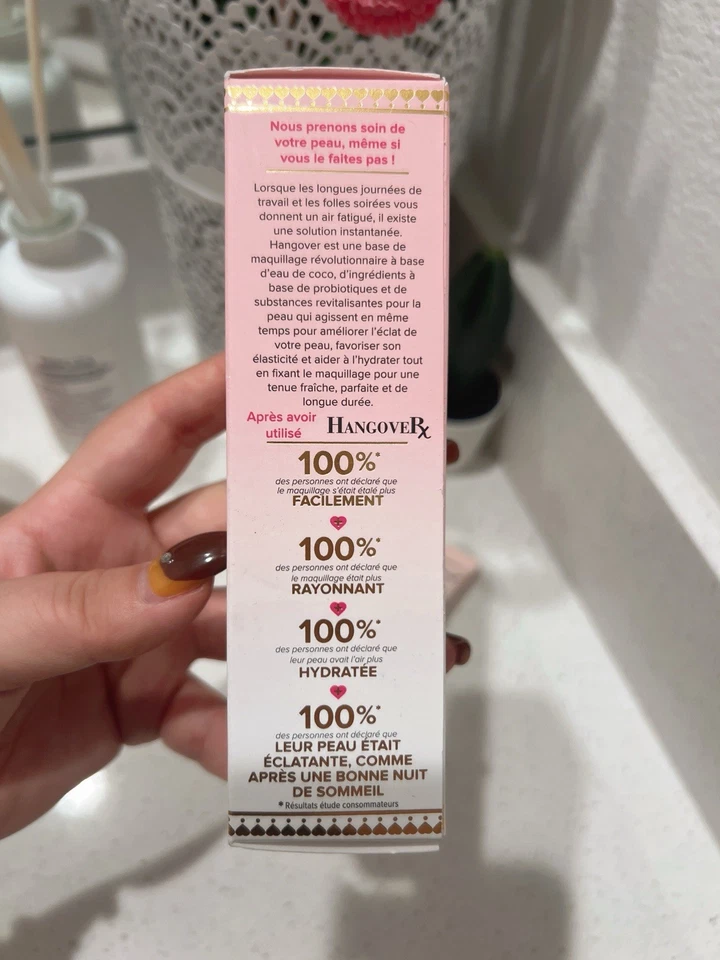 Nous prenons soin de
votre peau, même si
vous le faites pas !
Lorsque les longues journées de
travail et les folles soirées vous
donnent un air fatigué, il existe
une solution instantanée.
Hangover est une base de
maquillage révolutionnaire à base
d'eau de coco, d'ingrédients à
base de probiotiques et de
substances revitalisantes pour la
peau qui agissent en même
temps pour améliorer l'éclat de
votre peau, favoriser son
élasticité et aider à l'hydrater tout
en fixant le maquillage pour une
tenue fraîche, parfaite et de
longue durée.
Après avoir
utilisé HANGOVERX
100%*
des personnes ont déclaré que
le maquillage s'était étalé plus
FACILEMENT
+
100%*
des personnes ont déclaré que
le maquillage était plus
RAYONNANT
+
100%*
des personnes ont déclaré que
leur peau avait l'air plus
HYDRATÉE
+
100%*
des personnes ont déclaré que
LEUR PEAU ÉTAIT
ÉCLATANTE, COMME
APRÈS UNE BONNE NUIT
DE SOMMEIL
*Résultats étude consommateurs